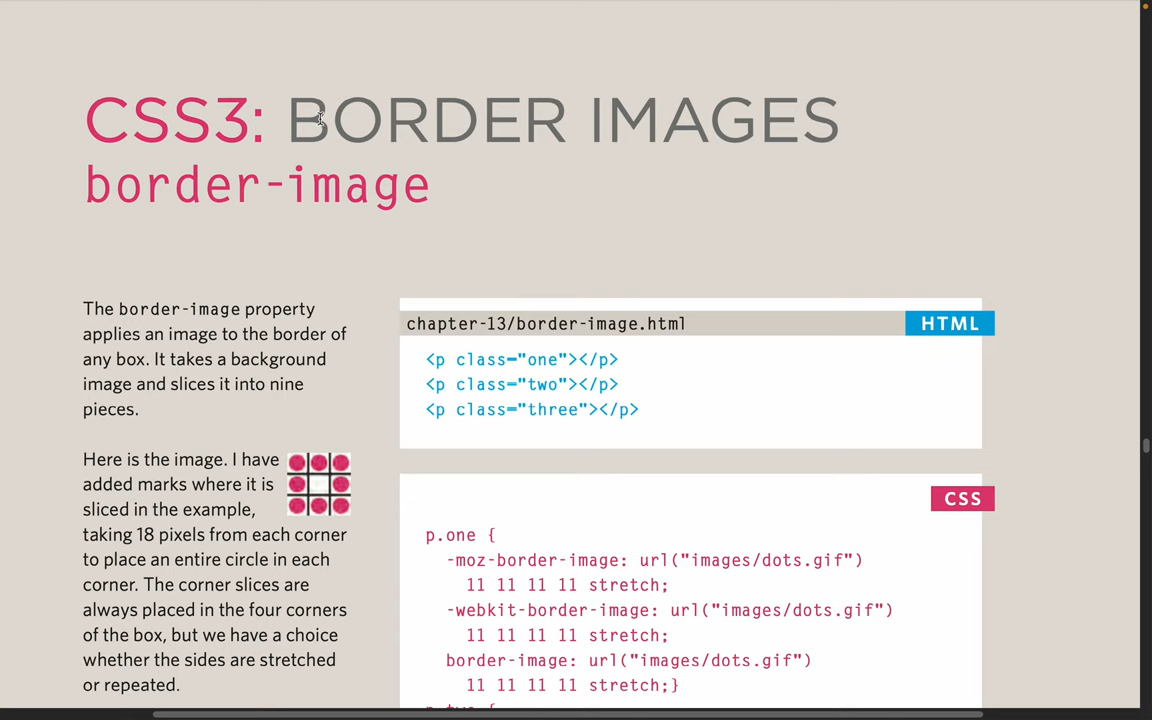 CSS3: BORDER IMAGES
border-image
The border-image property
applies an image to the border of
any box. It takes a background
image and slices it into nine
pieces.
Here is the image. I have
added marks where it is
sliced in the example,
taking 18 pixels from each corner
to place an entire circle in each
corner. The corner slices are
always placed in the four corners
of the box, but we have a choice
whether the sides are stretched
or repeated.
chapter-13/border-image.html
HTML
<p class="one"></p>
<p class="two"></p>
<p class="three"></p>
CSS
p.one {
-moz-border-image: url("images/dots.gif")
11 11 11 11 stretch;
-webkit-border-image: url("images/dots.gif")
11 11 11 11 stretch;
border-image: url("images/dots.gif")
11 11 11 11 stretch;}